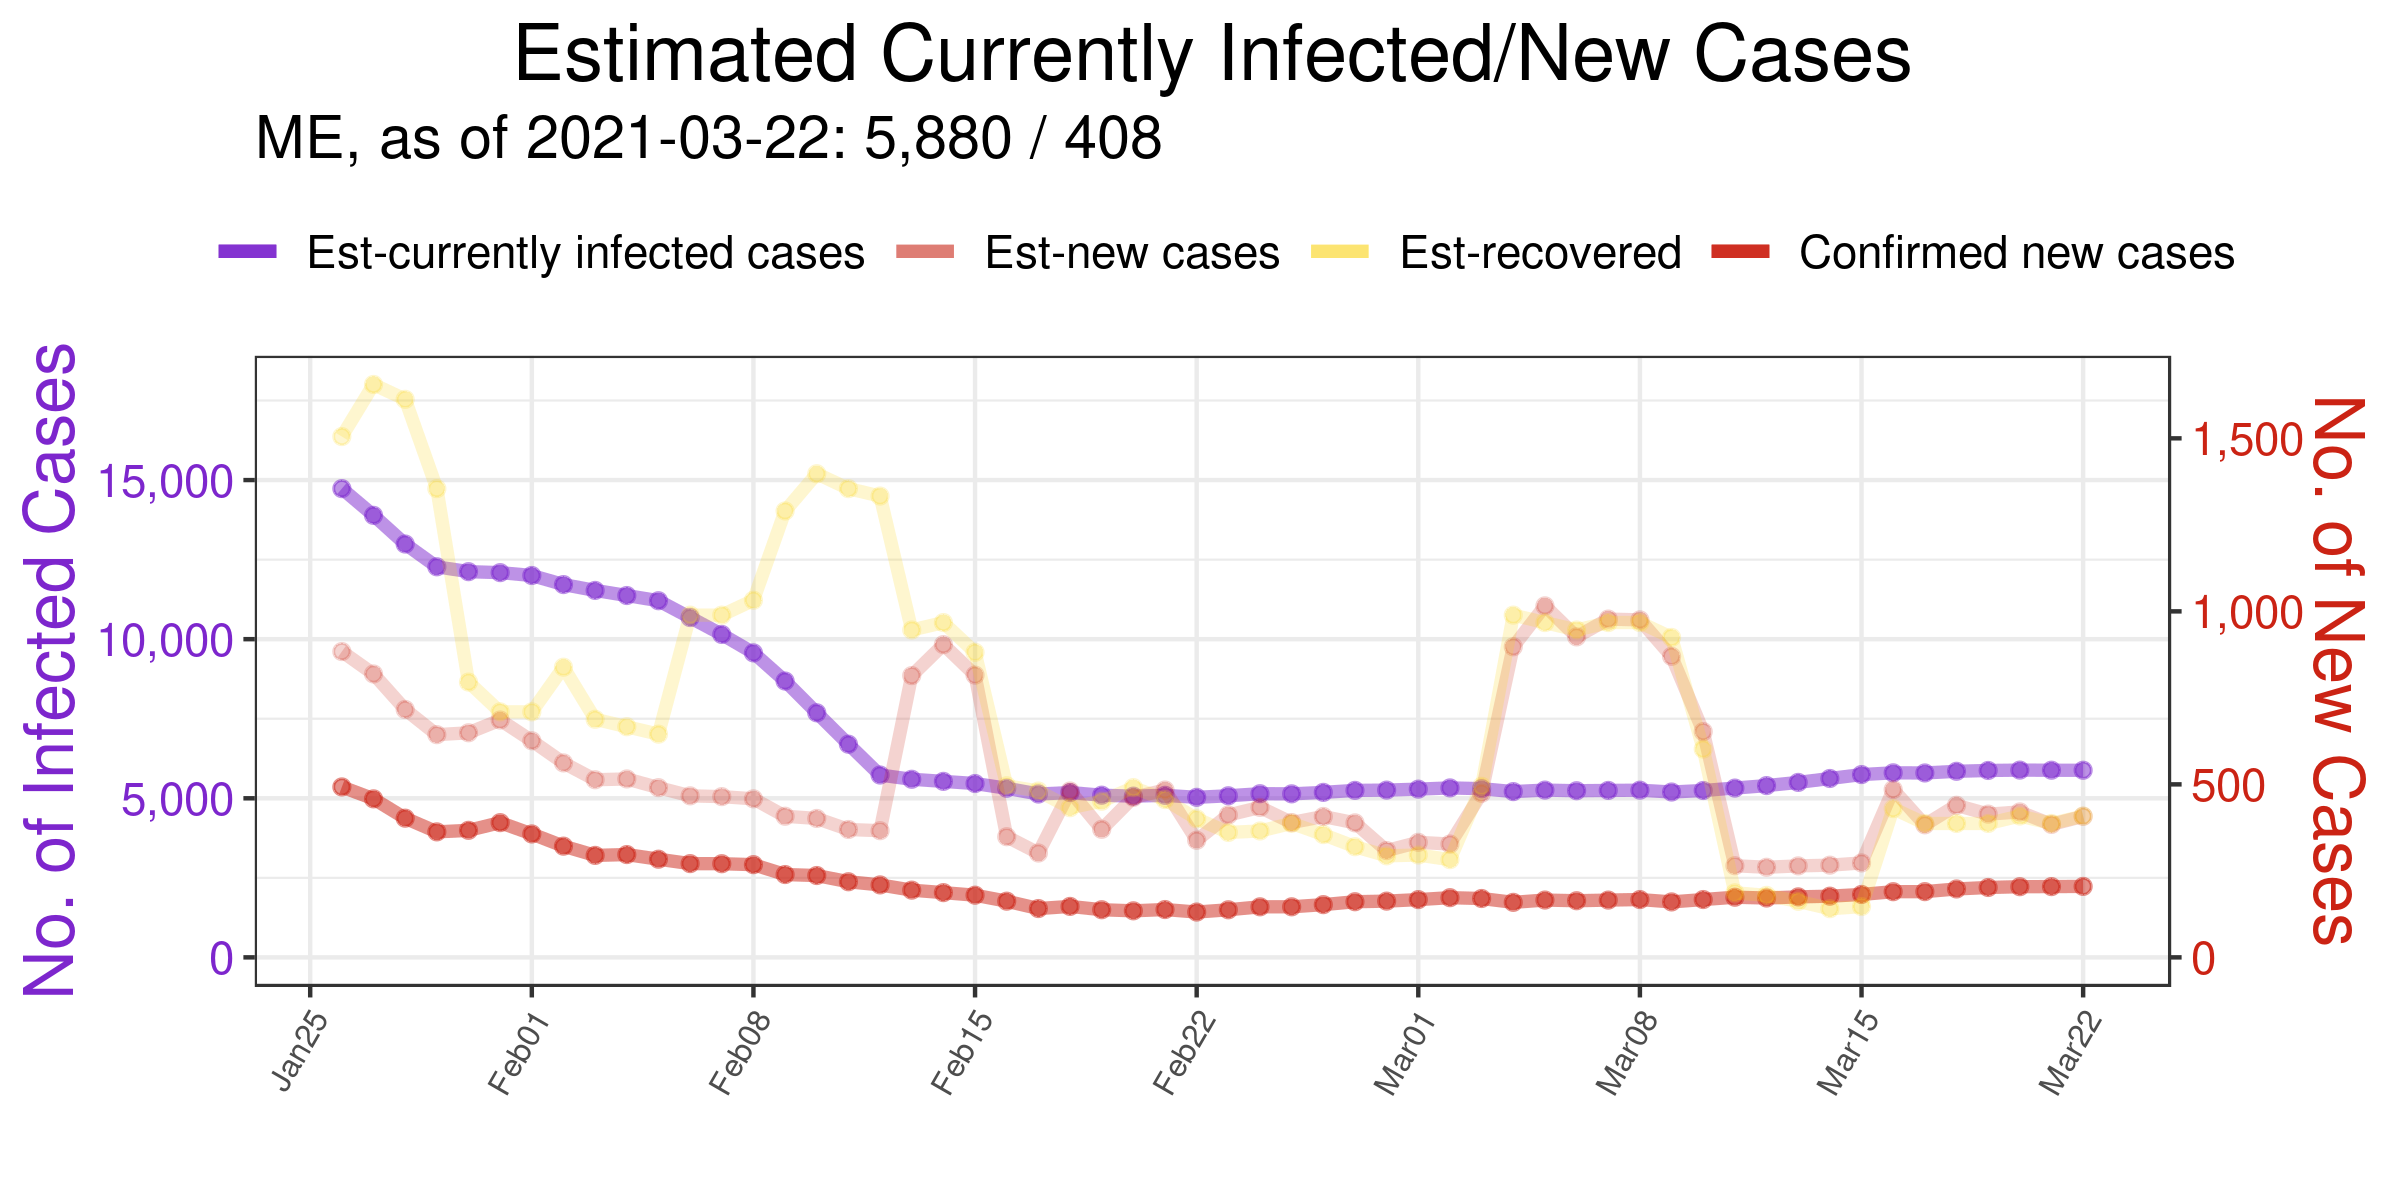 Estimated Currently Infected/New Cases
ME, as of 2021-03-22: 5,880 / 408
Est-currently infected cases Est-new cases Est-recovered Confirmed new cases
No. of Infected Cases
15,000
10,000
5,000
0
1,500
1,000
500
0
No. of New Cases
Jan25 Feb01 Feb08 Feb15 Feb22 Mar01 Mar08 Mar15 Mar22